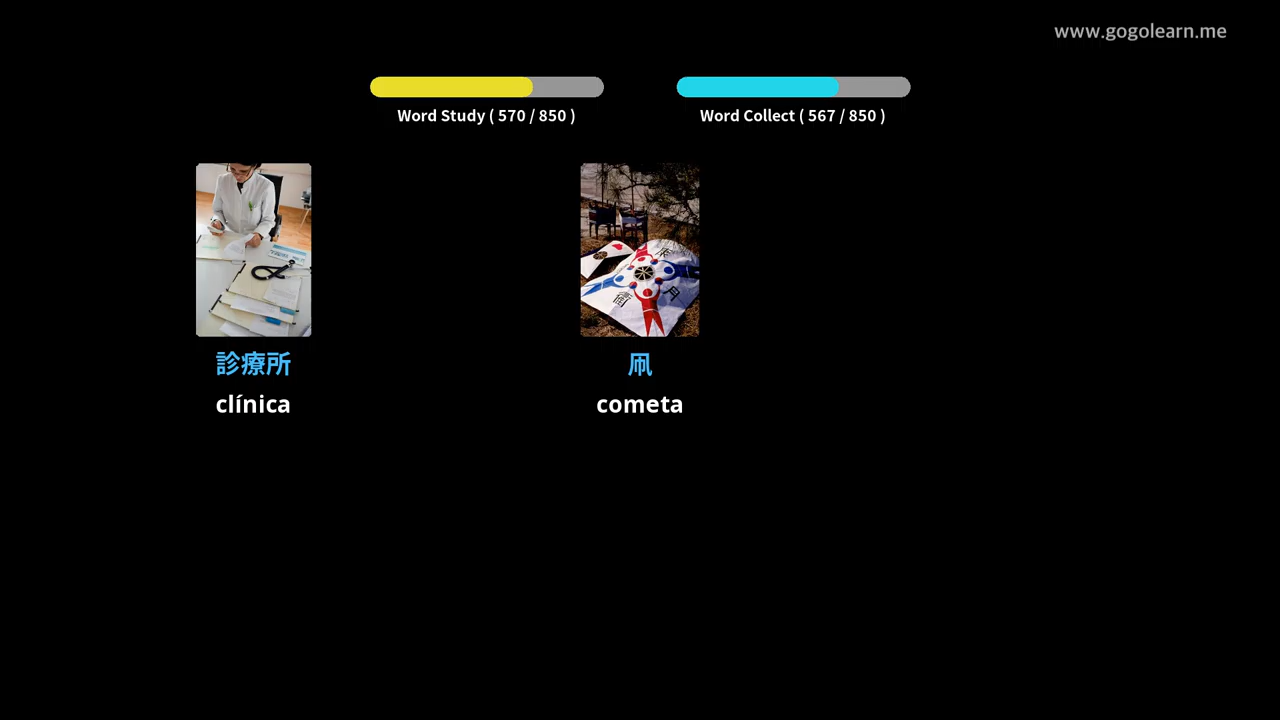 www.gogolearn.me
Word Study ( 570 / 850 )
Word Collect ( 567 / 850 )
診療所
凧
clínica
cometa